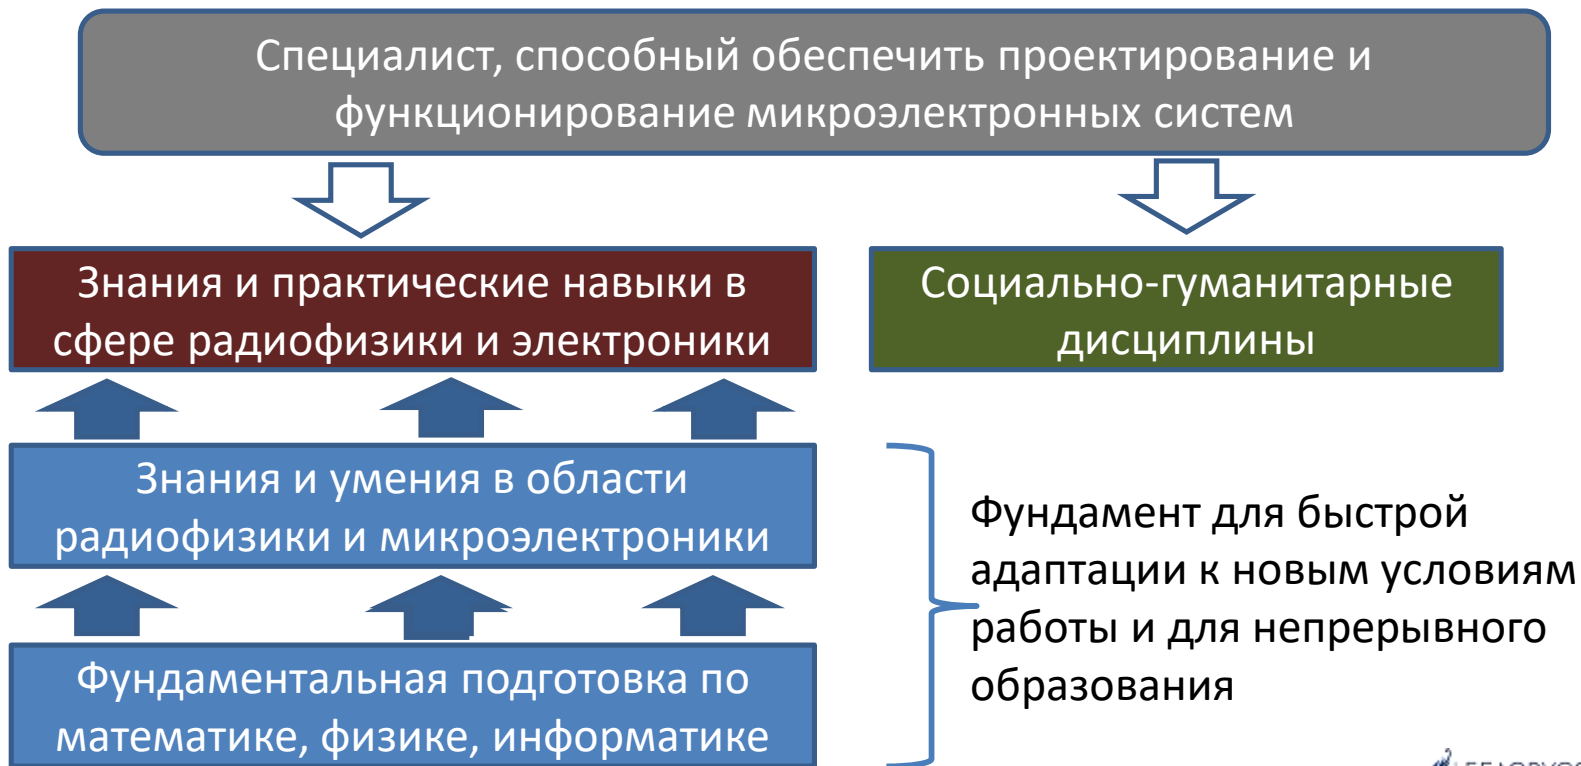 Специалист, способный обеспечить проектирование и
функционирование микроэлектронных систем
Знания и практические навыки в
сфере радиофизики и электроники
Социально-гуманитарные
дисциплины
Знания и умения в области
радиофизики и микроэлектроники
Фундамент для быстрой
адаптации к новым условиям
работы и для непрерывного
образования
Фундаментальная подготовка по
математике, физике, информатике